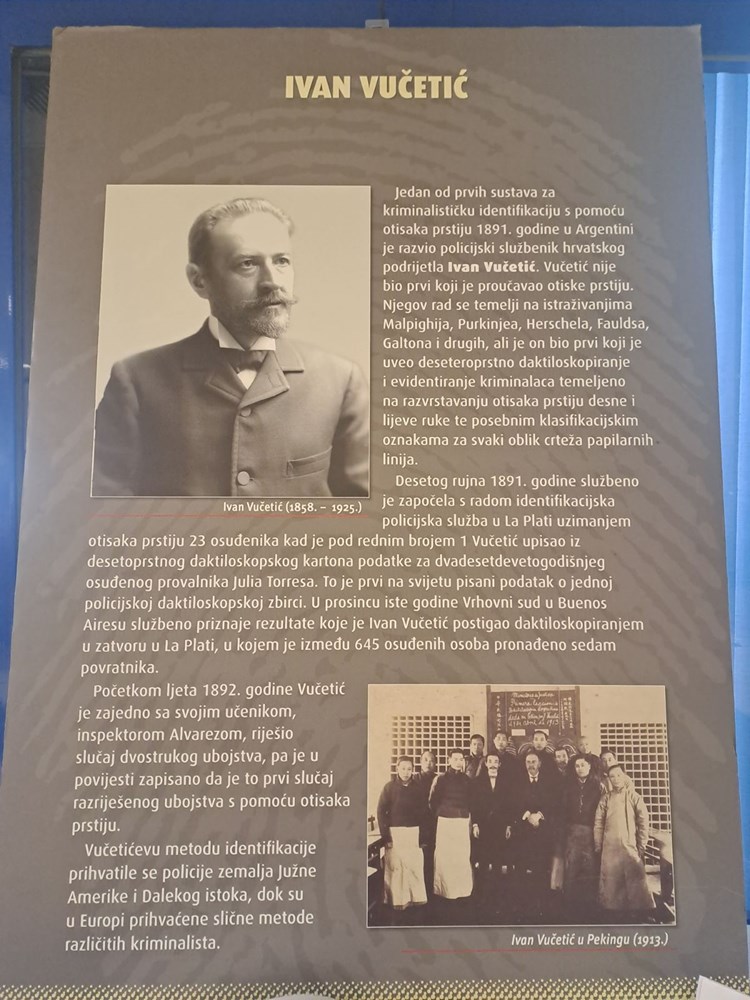 IVAN VUČETIĆ
Jedan od prvih sustava za
kriminalističku identifikaciju s pomoću
otisaka prstiju 1891. godine u Argentini
je razvio policijski službenik hrvatskog
podrijetla Ivan Vučetić. Vučetić nije
bio prvi koji je proučavao otiske prstiju.
Njegov rad se temelji na istraživanjima
Malpighija, Purkinjea, Herschela, Fauldsa,
Galtona i drugih, ali je on bio prvi koji je
uveo deseteroprstno daktiloskopiranje
i evidentiranje kriminalaca temeljeno
na razvrstavanju otisaka prstiju desne i
lijeve ruke te posebnim klasifikacijskim
oznakama za svaki oblik crteža papilarnih
linija.
Ivan Vučetić (1858. – 1925.)
Desetog rujna 1891. godine službeno
je započela s radom identifikacijska
policijska služba u La Plati uzimanjem
otisaka prstiju 23 osuđenika kad je pod rednim brojem 1 Vučetić upisao iz
desetoprstnog daktiloskopskog kartona podatke za dvadesetdevetogodišnjeg
osuđenog provalnika Julia Torresa. To je prvi na svijetu pisani podatak o jednoj
policijskoj daktiloskopskoj zbirci. U prosincu iste godine Vrhovni sud u Buenos
Airesu službeno priznaje rezultate koje je Ivan Vučetić postigao daktiloskopiranjem
u zatvoru u La Plati, u kojem je između 645 osuđenih osoba pronađeno sedam
povratnika.
Početkom ljeta 1892. godine Vučetić
je zajedno sa svojim učenikom,
inspektorom Alvarezom, riješio
slučaj dvostrukog ubojstva, pa je u
povijesti zapisano da je to prvi slučaj
razriješenog ubojstva s pomoću otisaka
prstiju.
Vučetićevu metodu identifikacije
prihvatile se policije zemalja Južne
Amerike i Dalekog istoka, dok su
u Europi prihvaćene slične metode
različitih kriminalista.
Ivan Vučetić u Pekingu (1913.)